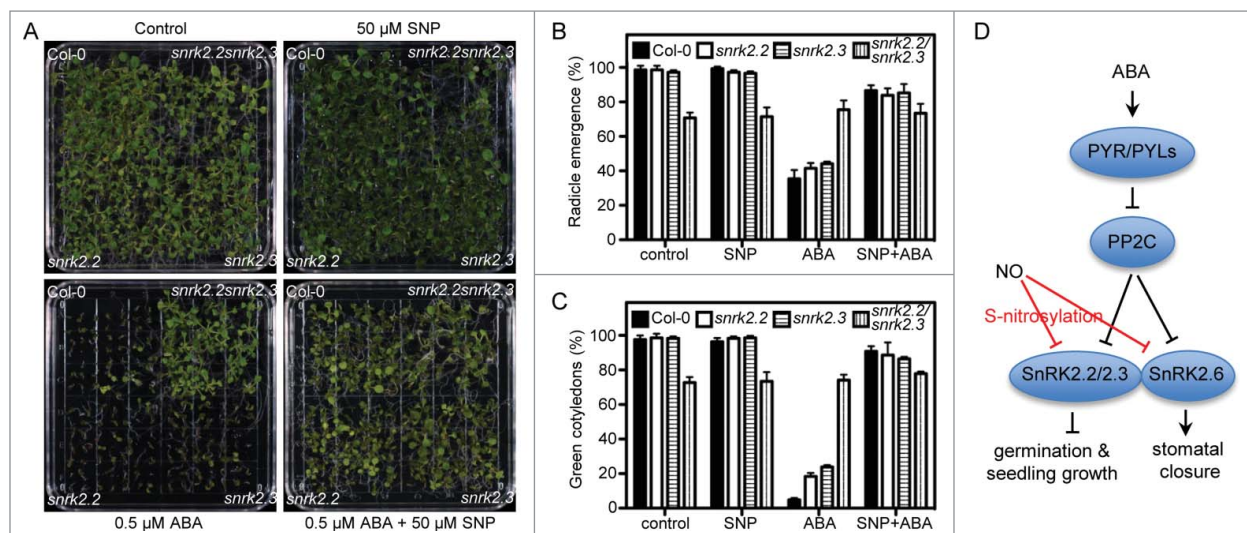 A
Control
50 µM SNP
Col-0
snrk2.2snrk2.3
snrk2.2
snrk2.3
Col-0
snrk2.2snrk2.3
snrk2.2
snrk2.3
Col-0
snrk2.2snrk2.3
snrk2.2
snrk2.3
Col-0
snrk2.2snrk2.3
snrk2.2
snrk2.3
0.5 µM ABA
0.5 µM ABA + 50 µM SNP
B
Col-0
snrk2.2
snrk2.3
snrk2.2/
snrk2.3
Radicle emergence (%)
100
80
60
40
20
0
control
SNP
ABA
SNP+ABA
C
Col-0
snrk2.2
snrk2.3
snrk2.2/
snrk2.3
Green cotyledons (%)
100
80
60
40
20
0
control
SNP
ABA
SNP+ABA
D
ABA
PYR/PYLs
PP2C
NO
S-nitrosylation
SnRK2.2/2.3
SnRK2.6
germination &
seedling growth
stomatal
closure